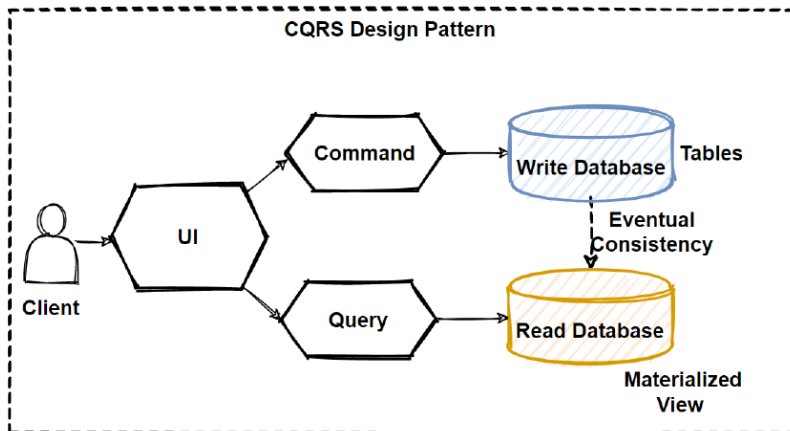 CQRS Design Pattern
Command
Write Database
Tables
UI
Eventual
Consistency
Client
Query
Read Database
Materialized
View